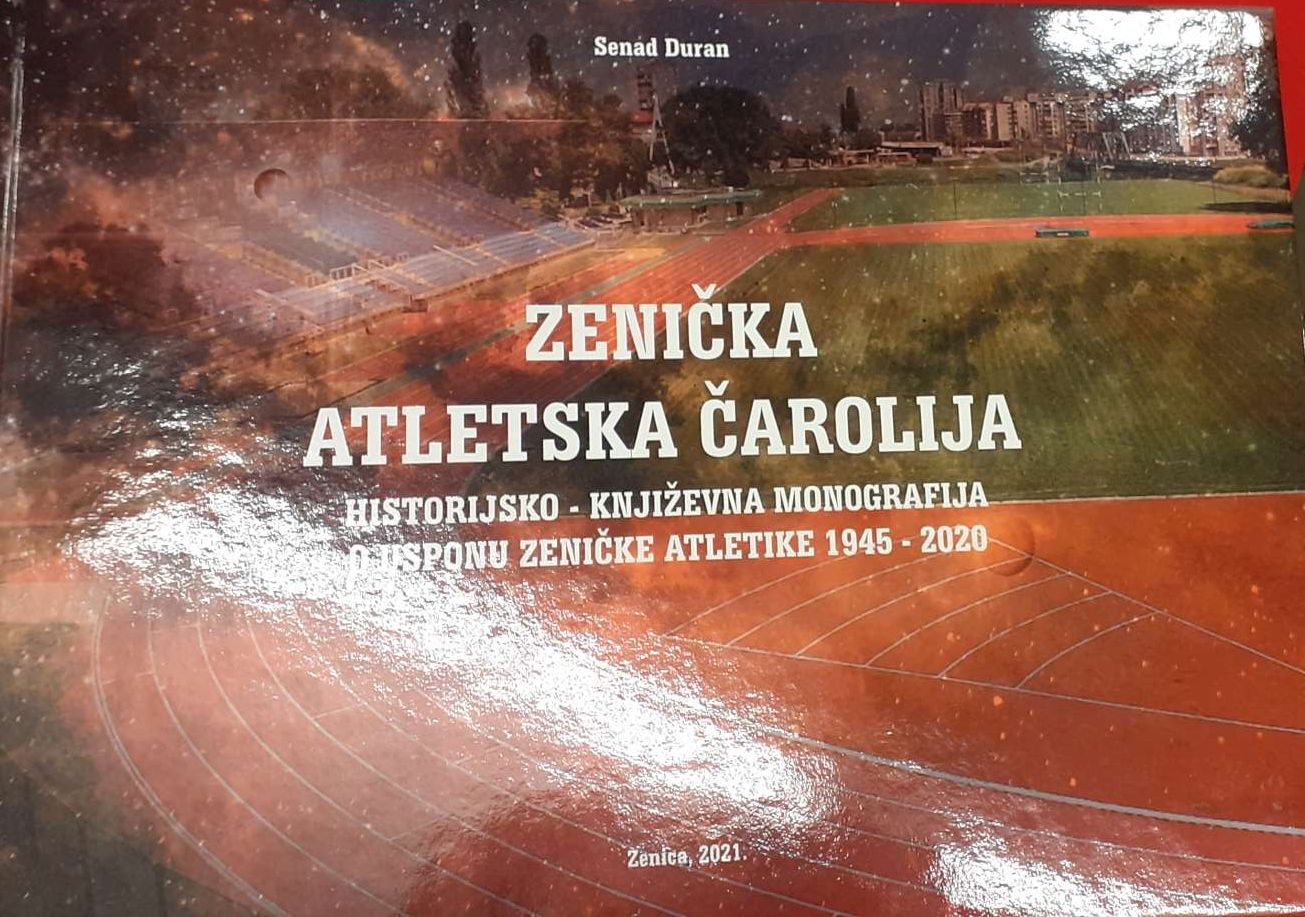 Senad Duran
ZENIČKA
ATLETSKA ČAROLIJA
HISTORIJSKO - KNJIŽEVNA MONOGRAFIJA
O USPONU ZENIČKE ATLETIKE 1945 - 2020
Zenica, 2021.